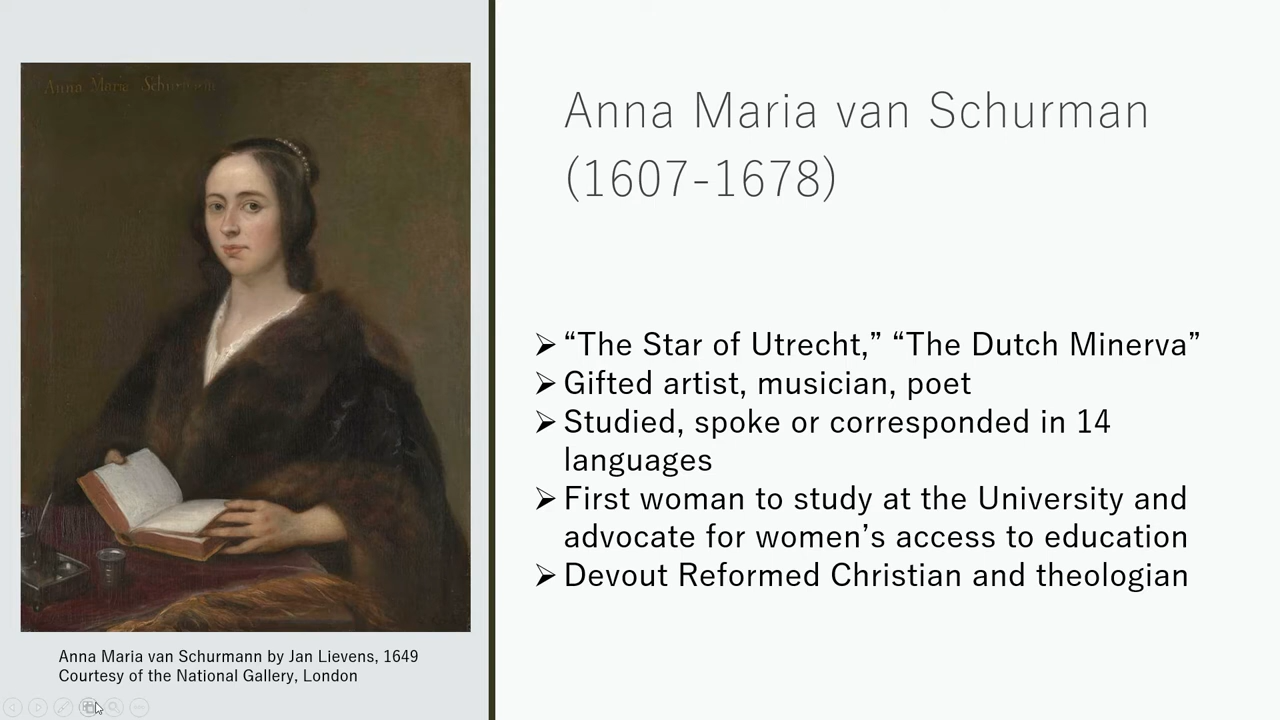 Anna Marie Schurmann
Anna Maria van Schurman
(1607-1678)
“The Star of Utrecht,” “The Dutch Minerva”
Gifted artist, musician, poet
Studied, spoke or corresponded in 14
languages
First woman to study at the University and
advocate for women’s access to education
Devout Reformed Christian and theologian
Anna Maria van Schurmann by Jan Lievens, 1649
Courtesy of the National Gallery, London